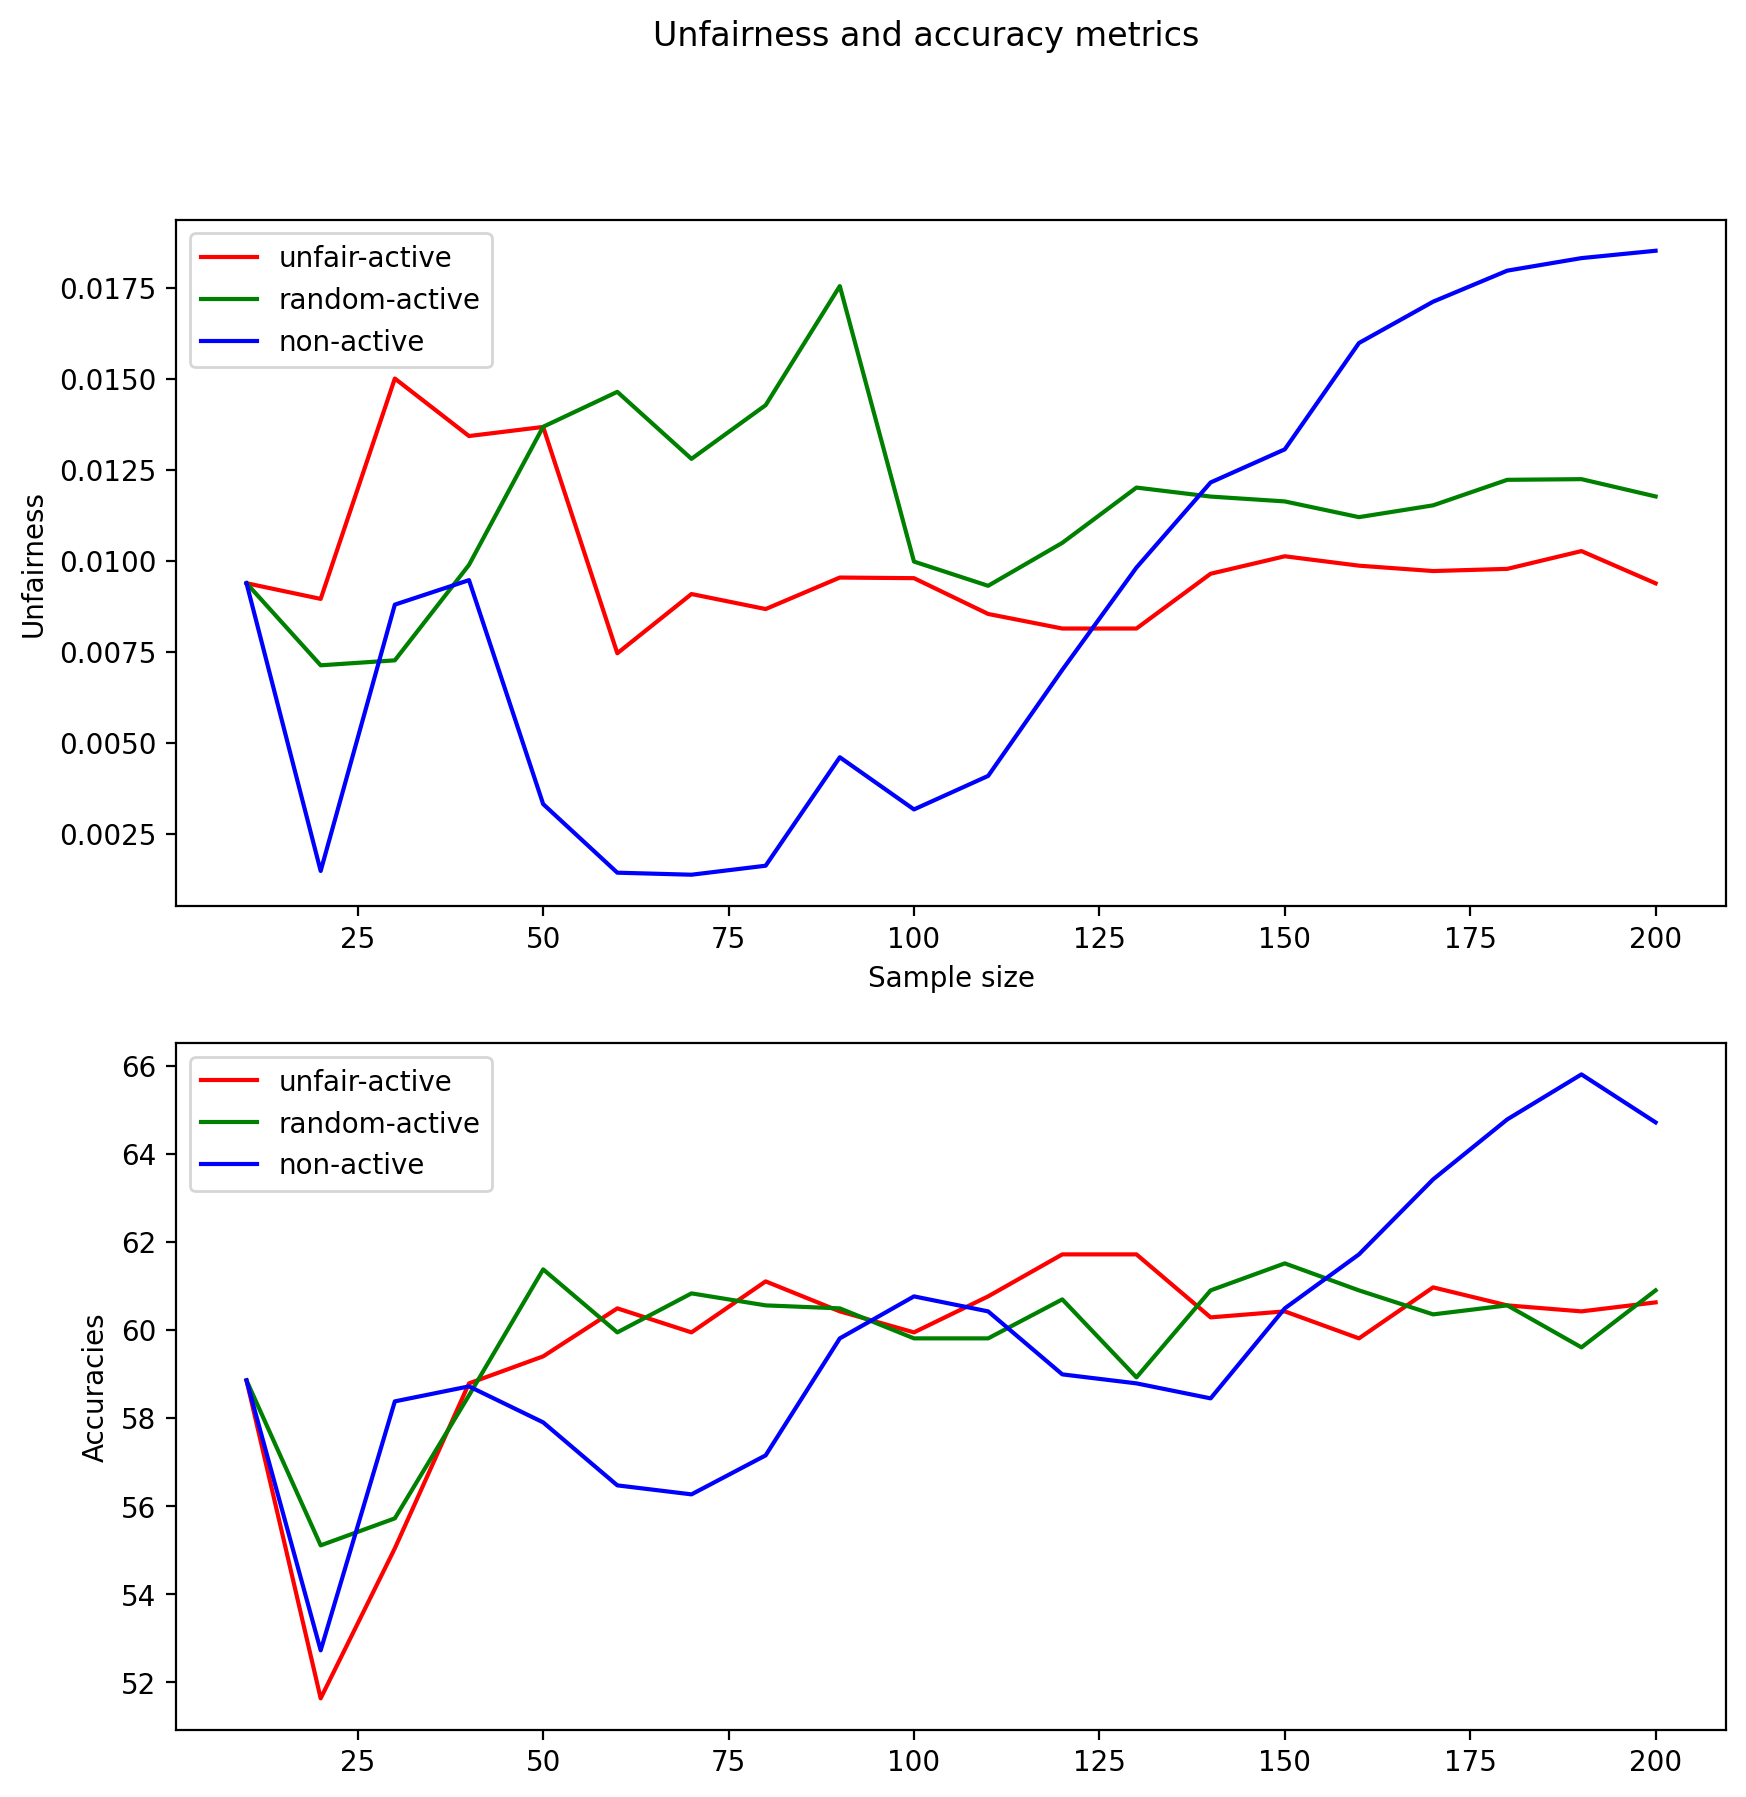 Unfairness and accuracy metrics
unfair-active
random-active
non-active
0.0175
0.0150
0.0125
0.0100
0.0075
0.0050
0.0025
Unfairness
25 50 75 100 125 150 175 200
Sample size
unfair-active
random-active
non-active
66
64
62
60
58
56
54
52
Accuracies
25 50 75 100 125 150 175 200